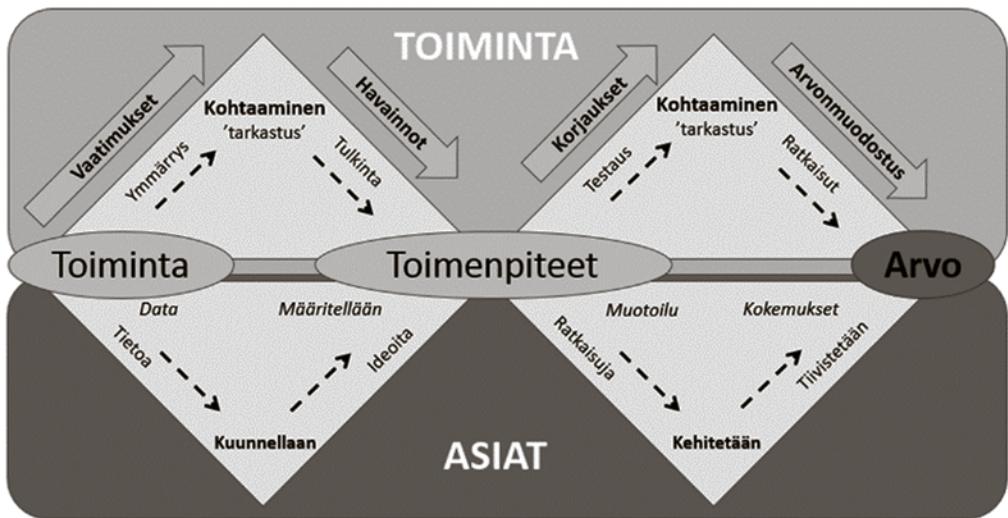 TOIMINTA
Vaatimukset
Kohtaaminen
'tarkastus'
Ymmärrys
Tulkinta
Havainnot
Korjaukset
Kohtaaminen
'tarkastus'
Testaus
Ratkaisut
Arvonmuodostus
Toiminta
Toimenpiteet
Arvo
Data
Määritellään
Tietoa
Ideoita
Kuunnellaan
Muotoilu
Kokemukset
Ratkaisuja
Tiivistetään
Kehitetään
ASIAT